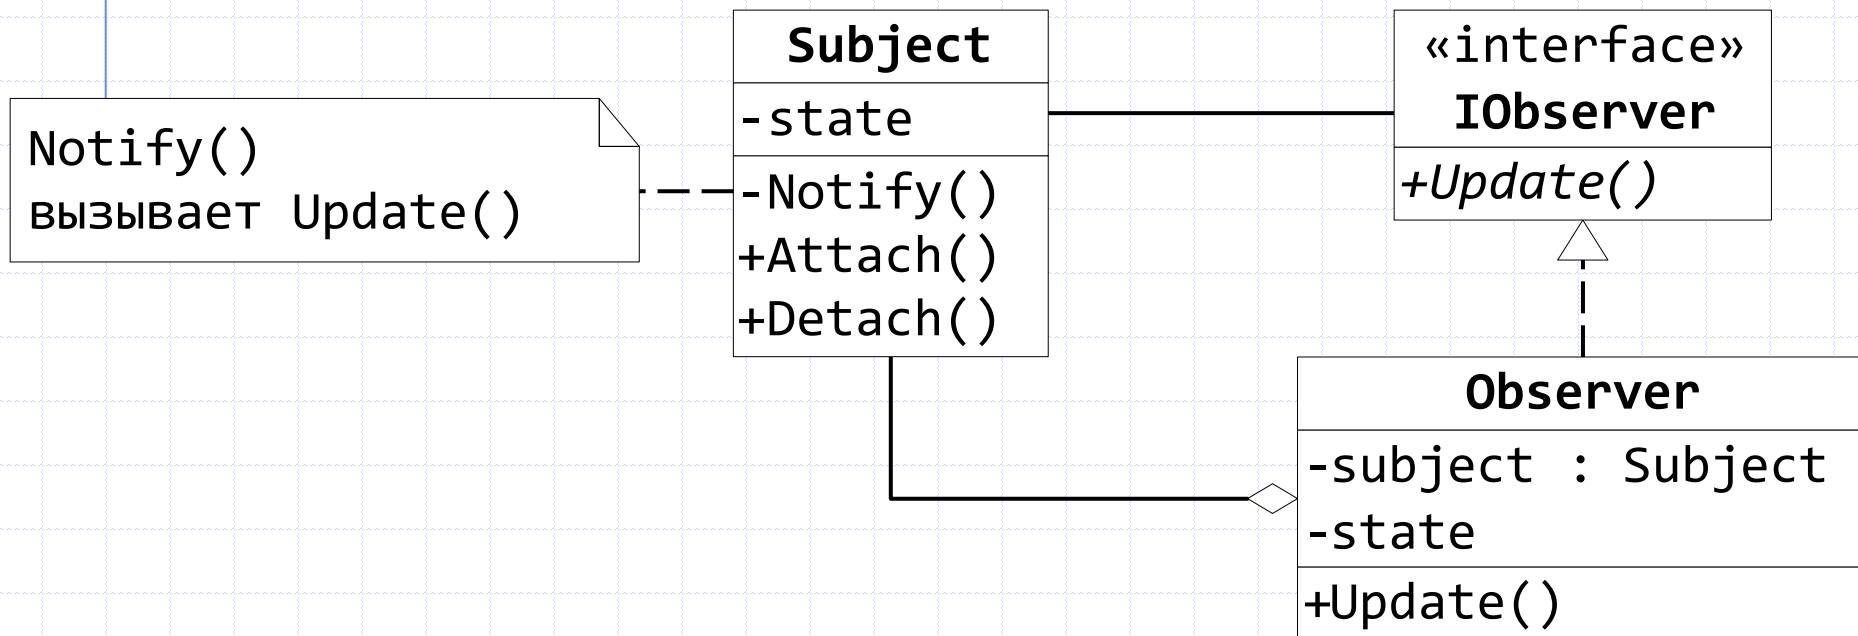 Notify()
вызывает Update()
Subject
-state
-Notify()
+Attach()
+Detach()
«interface»
IObserver
+Update()
Observer
-subject : Subject
-state
+Update()